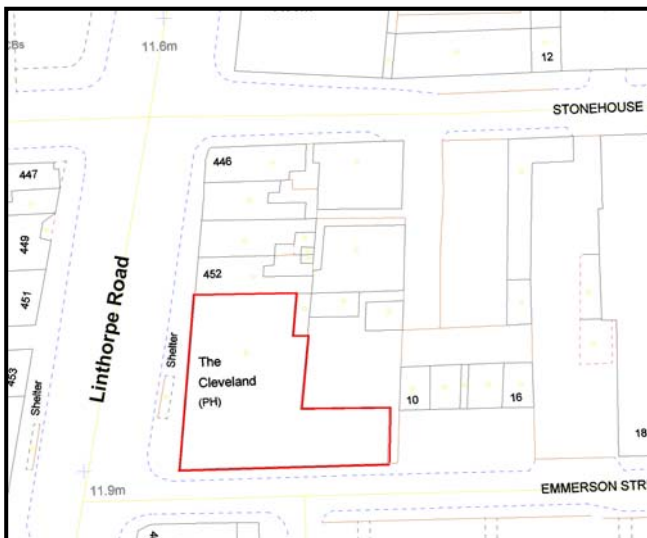 11.6m
12
STONEHOUSE
446
447
449
452
451
Linthorpe Road
Shelter
The
Cleveland
(PH)
453
Shelter
10
16
18
11.9m
EMMERSON STR